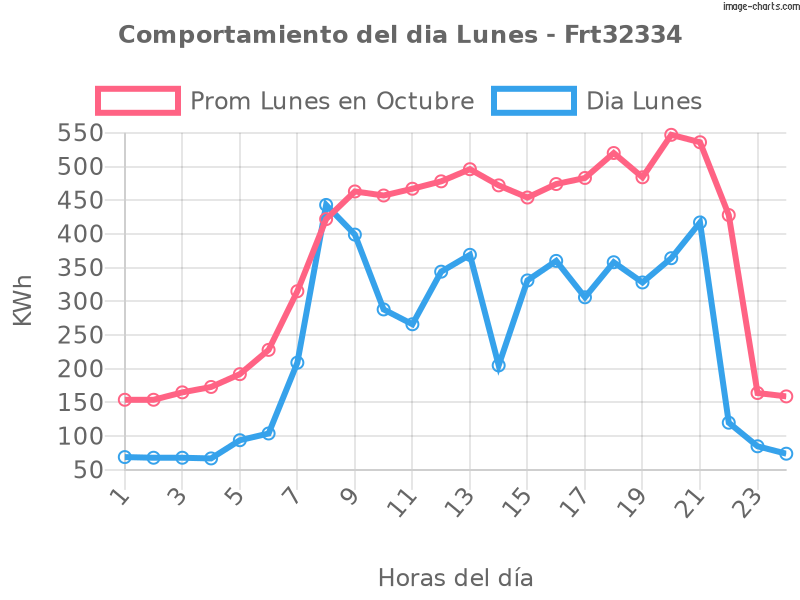 image-charts.com
Comportamiento del dia Lunes - Frt32334
Prom Lunes en Octubre Dia Lunes
550
500
450
400
350
300
250
200
150
100
50
KWh
1 3 5 7 9 11 13 15 17 19 21 23
Horas del día